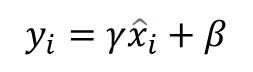 yᵢ = γx̂ᵢ + β